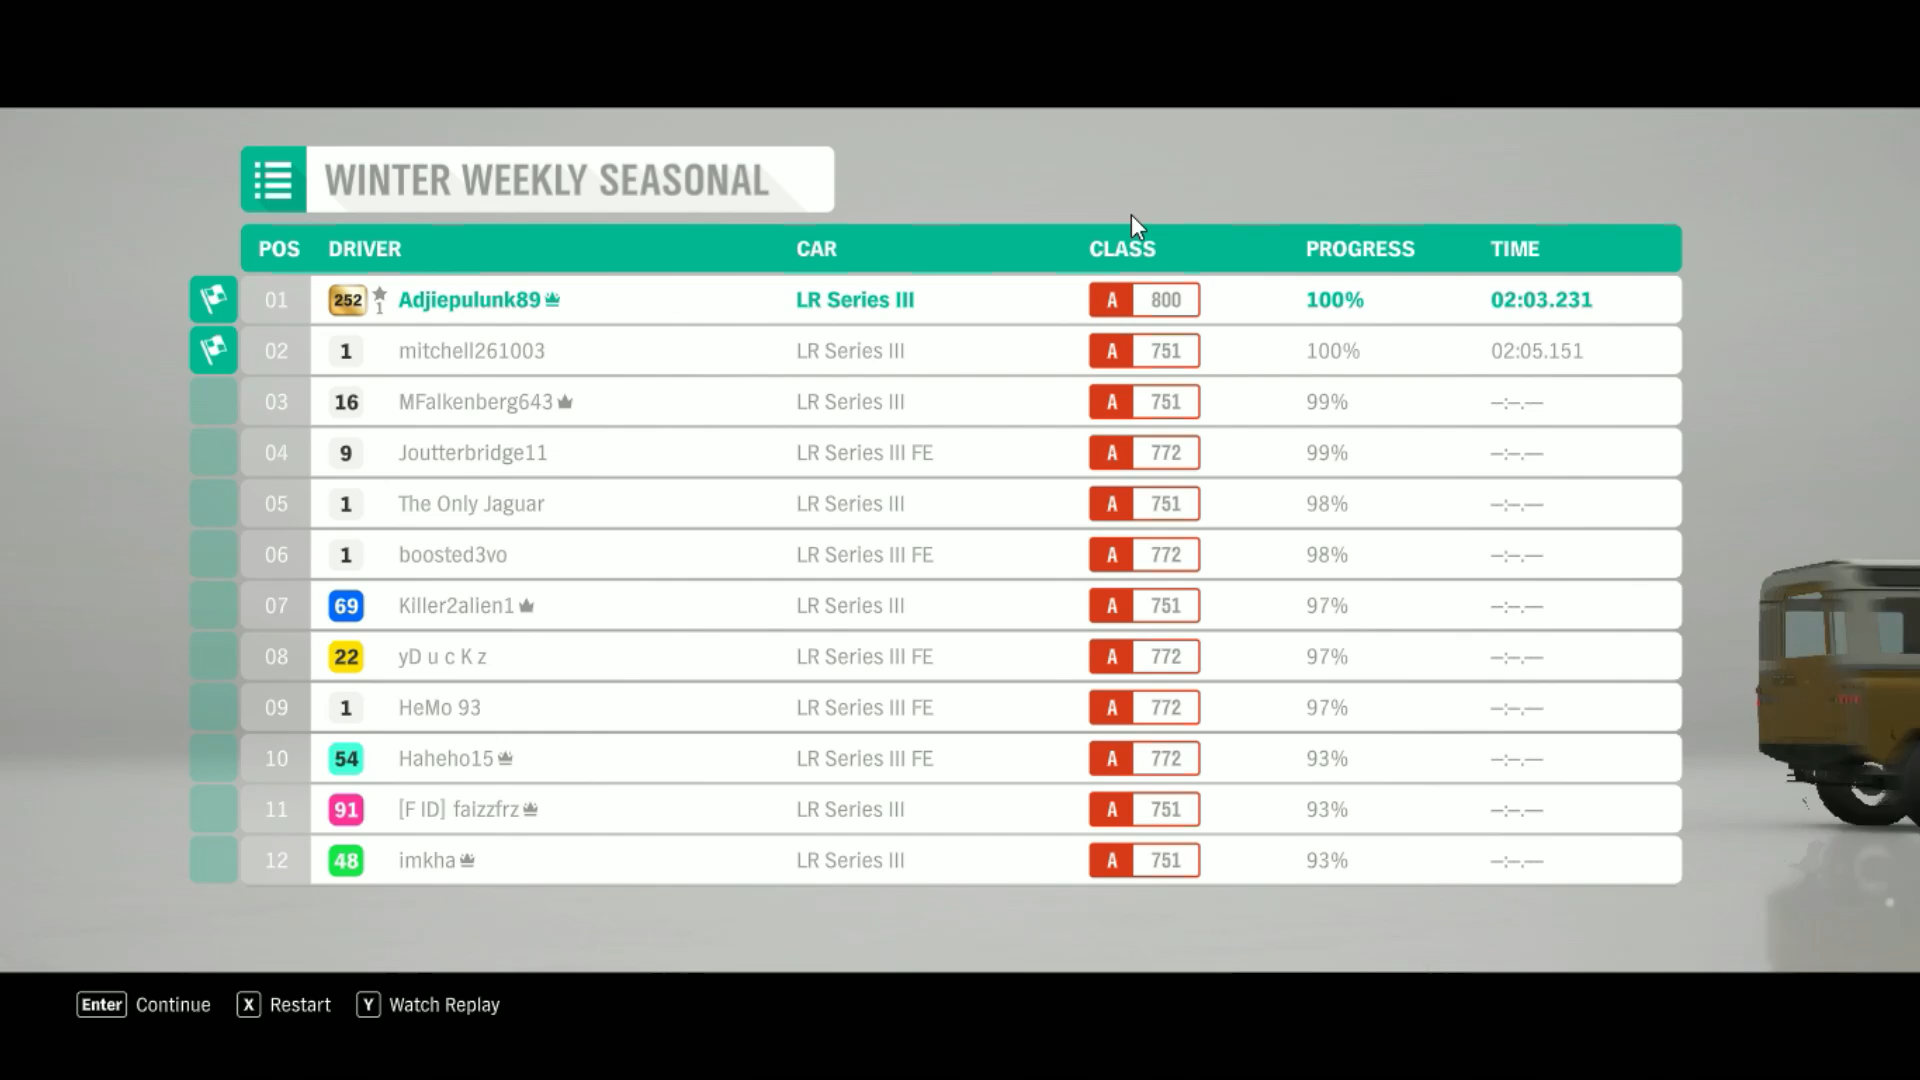 WINTER WEEKLY SEASONAL
POS DRIVER CAR CLASS PROGRESS TIME
01 252 1 Adjiepulunk89 LR Series III A 800 100% 02:03.231
02 1 mitchell261003 LR Series III A 751 100% 02:05.151
03 16 MFalkenberg643 LR Series III A 751 99% –:–.––
04 9 Joutterbridge11 LR Series III FE A 772 99% –:–.––
05 1 The Only Jaguar LR Series III A 751 98% –:–.––
06 1 boosted3vo LR Series III FE A 772 98% –:–.––
07 69 Killer2alien1 LR Series III A 751 97% –:–.––
08 22 yD u c K z LR Series III FE A 772 97% –:–.––
09 1 HeMo 93 LR Series III FE A 772 97% –:–.––
10 54 Haheho15 LR Series III FE A 772 93% –:–.––
11 91 [F ID] faizzfrz LR Series III A 751 93% –:–.––
12 48 imkha LR Series III A 751 93% –:–.––
Enter Continue X Restart Y Watch Replay